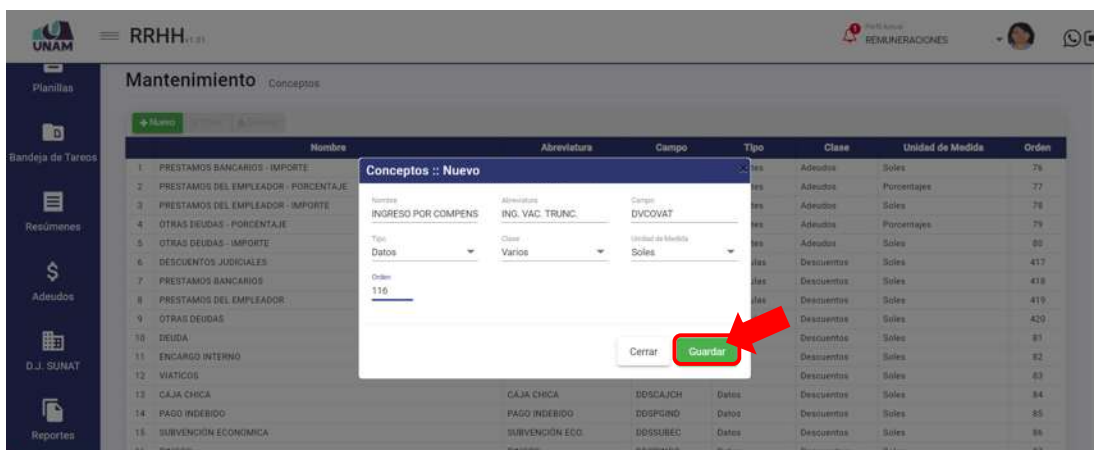 UNAM
RRHH v1.01
Perfil Actual
REMUNERACIONES
Planillas
Bandeja de Tareos
Resúmenes
Adeudos
D.J. SUNAT
Reportes
Mantenimiento Conceptos
Nuevo
Nombre Abreviatura Campo Tipo Clase Unidad de Medida Orden
1 PRESTAMOS BANCARIOS - IMPORTE Adeudos Soles 76
2 PRESTAMOS DEL EMPLEADOR - PORCENTAJE Adeudos Porcentajes 77
3 PRESTAMOS DEL EMPLEADOR - IMPORTE Adeudos Soles 78
4 OTRAS DEUDAS - PORCENTAJE Adeudos Porcentajes 79
5 OTRAS DEUDAS - IMPORTE Adeudos Soles 80
6 DESCUENTOS JUDICIALES Descuentos Soles 417
7 PRESTAMOS BANCARIOS Descuentos Soles 418
8 PRESTAMOS DEL EMPLEADOR Descuentos Soles 419
9 OTRAS DEUDAS Descuentos Soles 420
10 DEUDA Descuentos Soles 81
11 ENCARGO INTERNO Descuentos Soles 82
12 VIATICOS Descuentos Soles 83
13 CAJA CHICA CAJA CHICA DDSCAJCH Datos Descuentos Soles 84
14 PAGO INDEBIDO PAGO INDEBIDO DDSPGIND Datos Descuentos Soles 85
15 SUBVENCIÓN ECONOMICA SUBVENCIÓN ECO. DDSSUBEC Datos Descuentos Soles 86
Conceptos :: Nuevo
Nombre Abreviatura Campo
INGRESO POR COMPENS ING. VAC. TRUNC. DVCOVAT
Tipo Clase Unidad de Medida
Datos Varios Soles
Orden
116
Cerrar Guardar